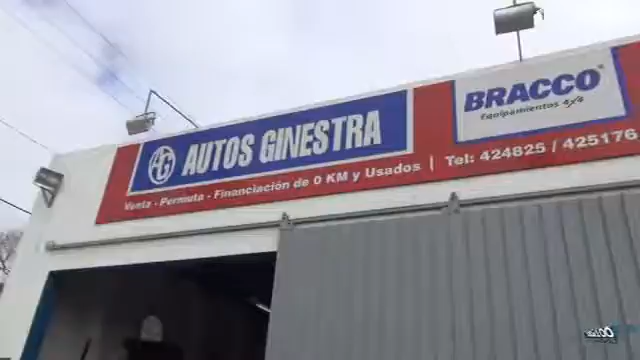 AG AUTOS GINESTRA
Venta - Permuta - Financiación de 0 KM y Usados | Tel: 424825 / 425176
BRACCO
Equipamientos 4x4